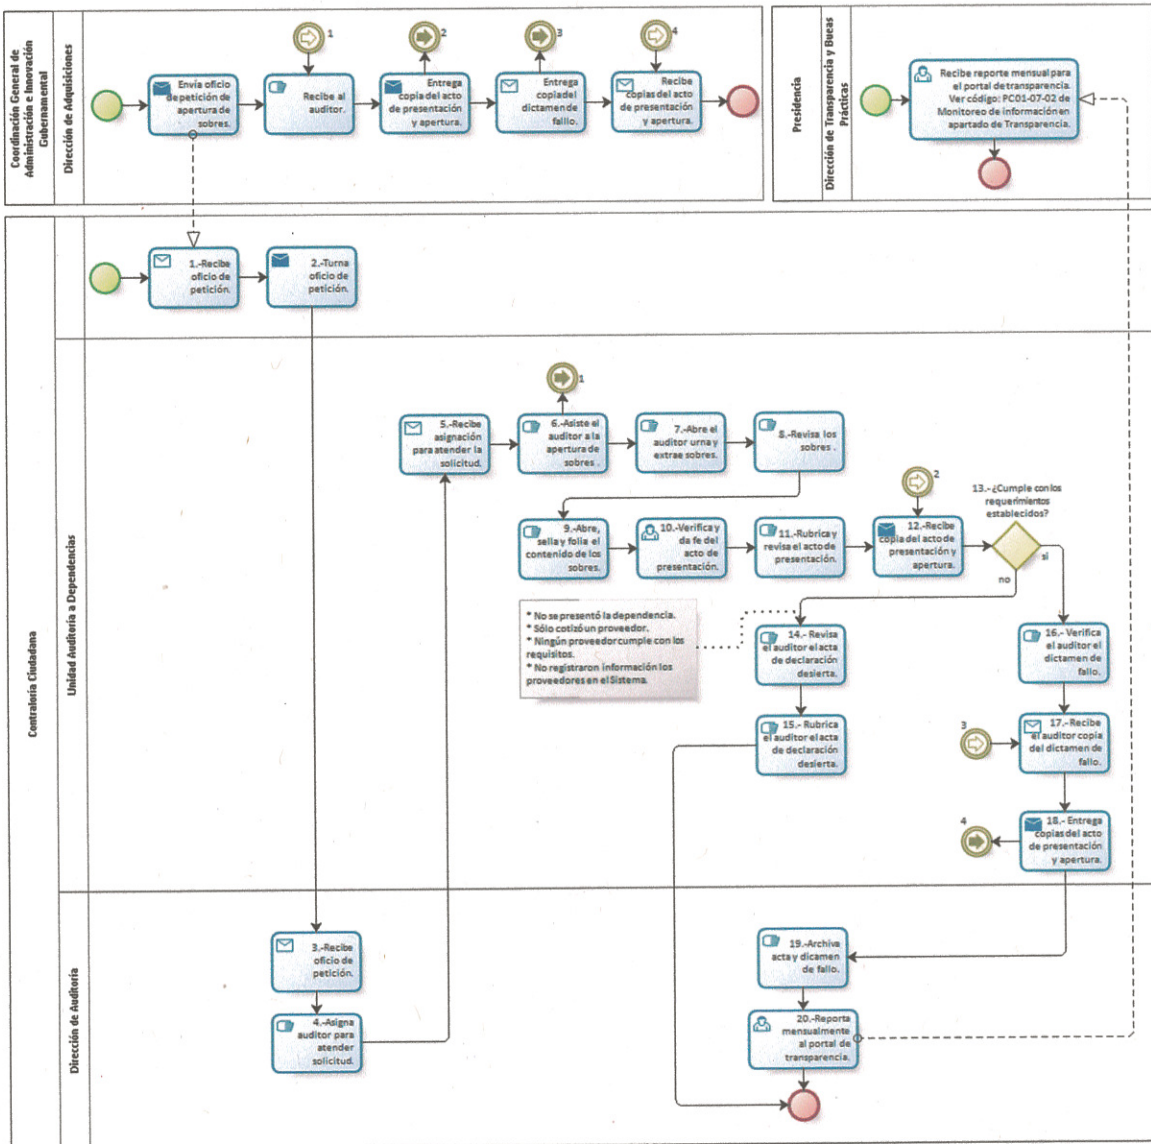 Coordinación General de
Administración e Innovación
Gubernamental
Dirección de Adquisiciones
Envía oficio
de petición de
apertura de
sobres.
1
Recibe al
auditor.
2
Entrega
copia del acto
de presentación
y apertura.
3
Entrega
copia del
dictamen de
fallio.
4
Recibe
copias del acto
de presentación
y apertura.
Presidencia
Dirección de Transparencia y Bueas
Prácticas
Recibe reporte mensual para
el portal de transparencia.
Ver código: PC01-07-02 de
Monitoreo de información en
apartado de Transparencia.
Contraloría Ciudadana
1.-Recibe
oficio de
petición.
2.-Turna
oficio de
petición.
Unidad Auditoría a Dependencias
5.-Recibe
asignación
para atender la
solicitud.
1
6.-Asiste el
auditor a la
apertura de
sobres .
7.-Abre el
auditor urna y
extrae sobres.
8.-Revisa los
sobres .
9.-Abre,
sella y folia el
contenido de los
sobres.
10.-Verifica y
da fe del
acto de
presentación.
11.-Rubrica y
revisa el acto de
presentación.
2
12.-Recibe
copia del acto de
presentación y
apertura.
13.-¿Cumple con los
requerimientos
establecidos?
si
no
* No se presentó la dependencia.
* Sólo cotizó un proveedor.
* Ningún proveedor cumple con los
requisitos.
* No registraron información los
proveedores en el Sistema.
14.- Revisa
el auditor el acta
de declaración
desierta.
15.- Rubrica
el auditor el acta
de declaración
desierta.
16.- Verifica
el auditor el
dictamen de
fallo.
3
17.- Recibe
el auditor copia
del dictamen de
fallo.
4
18.- Entrega
copias del acto
de presentación
y apertura.
Dirección de Auditoría
3.-Recibe
oficio de
petición.
4.-Asigna
auditor para
atender
solicitud.
19.-Archiva
acta y dicamen
de fallo.
20.-Reporta
mensualmente
al portal de
transparencia.